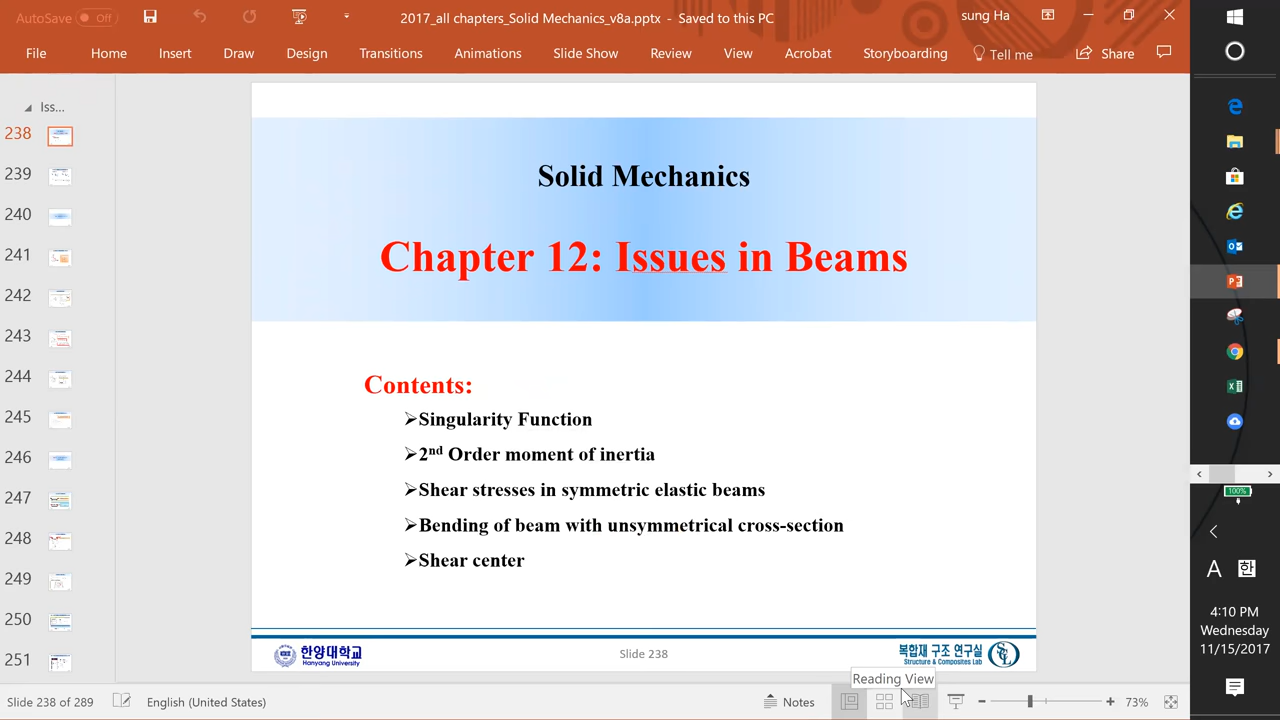 AutoSave Off
2017_all chapters_Solid Mechanics_v8a.pptx - Saved to this PC
sung Ha
File Home Insert Draw Design Transitions Animations Slide Show Review View Acrobat Storyboarding Tell me Share
Iss...
238
239
240
241
242
243
244
245
246
247
248
249
250
251
Solid Mechanics
Chapter 12: Issues in Beams
Contents:
➢Singularity Function
➢2nd Order moment of inertia
➢Shear stresses in symmetric elastic beams
➢Bending of beam with unsymmetrical cross-section
➢Shear center
한양대학교
Hanyang University
Slide 238
복합재 구조 연구실
Structure & Composites Lab
Reading View
Slide 238 of 289 English (United States) Notes 73%
100%
A 한
4:10 PM
Wednesday
11/15/2017